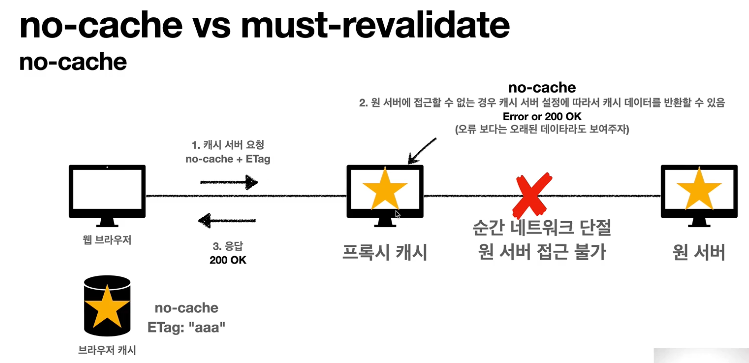 no-cache vs must-revalidate
no-cache
no-cache
2. 원 서버에 접근할 수 없는 경우 캐시 서버 설정에 따라서 캐시 데이터를 반환할 수 있음
Error or 200 OK
(오류 보다는 오래된 데이타라도 보여주자)
1. 캐시 서버 요청
no-cache + ETag
웹 브라우저
3. 응답
200 OK
프록시 캐시
순간 네트워크 단절
원 서버 접근 불가
원 서버
no-cache
ETag: "aaa"
브라우저 캐시